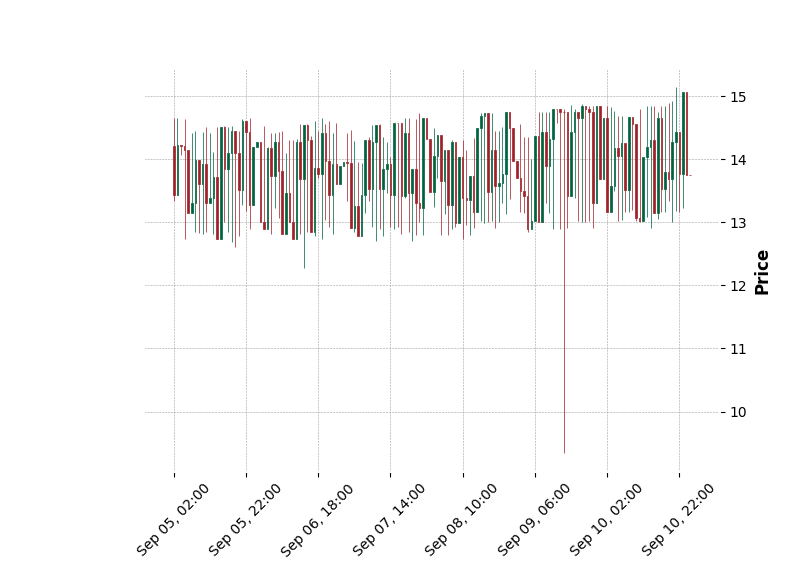 15
14
13
12
11
10
Price
Sep 05, 02:00
Sep 05, 22:00
Sep 06, 18:00
Sep 07, 14:00
Sep 08, 10:00
Sep 09, 06:00
Sep 10, 02:00
Sep 10, 22:00